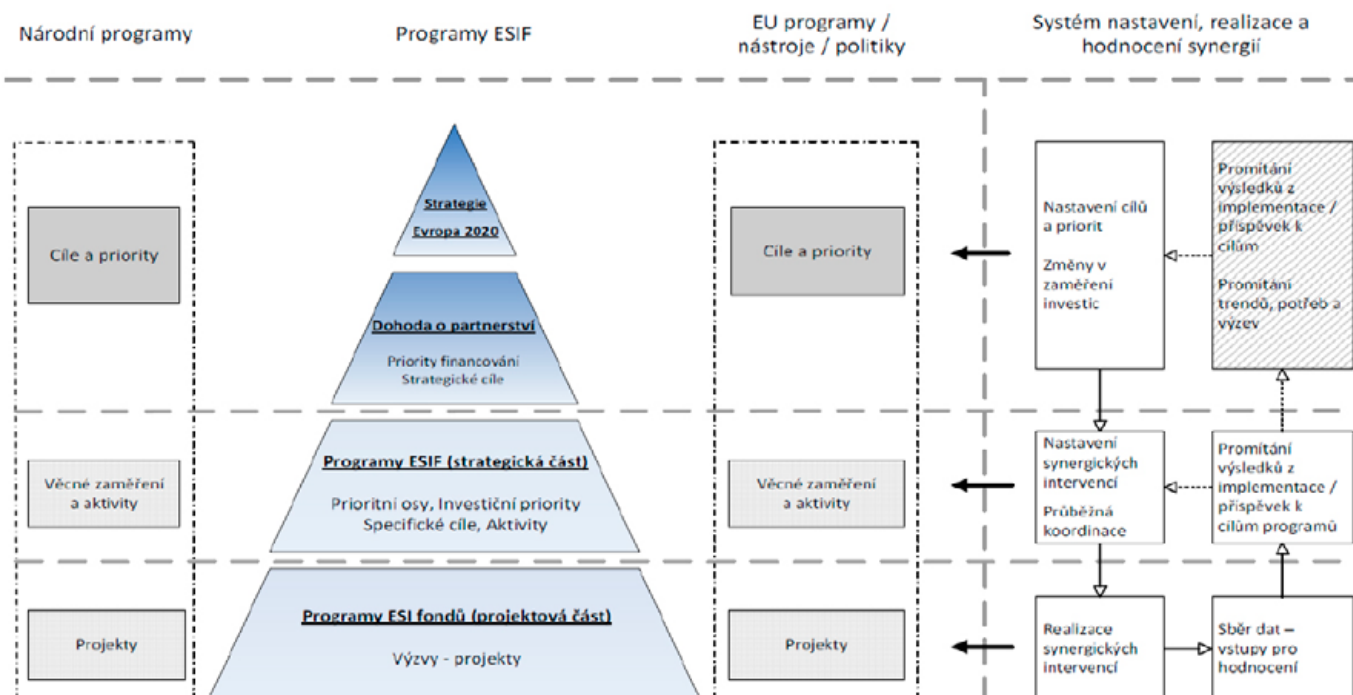 Národní programy
Programy ESIF
EU programy /
nástroje / politiky
Systém nastavení, realizace a
hodnocení synergií
Cíle a priority
Strategie
Evropa 2020
Dohoda o partnerství
Priority financování
Strategické cíle
Cíle a priority
Nastavení cílů
a priorit
Změny v
zaměření
investic
Promítání
výsledků z
implementace /
příspěvek k
cílům
Promítání
trendů, potřeb a
výzev
Věcné zaměření
a aktivity
Programy ESIF (strategická část)
Prioritní osy, Investiční priority
Specifické cíle, Aktivity
Věcné zaměření
a aktivity
Nastavení
synergických
intervencí
Průběžná
koordinace
Promítání
výsledků z
implementace /
příspěvek k
cílům programů
Projekty
Programy ESI fondů (projektová část)
Výzvy - projekty
Projekty
Realizace
synergických
intervencí
Sběr dat –
vstupy pro
hodnocení